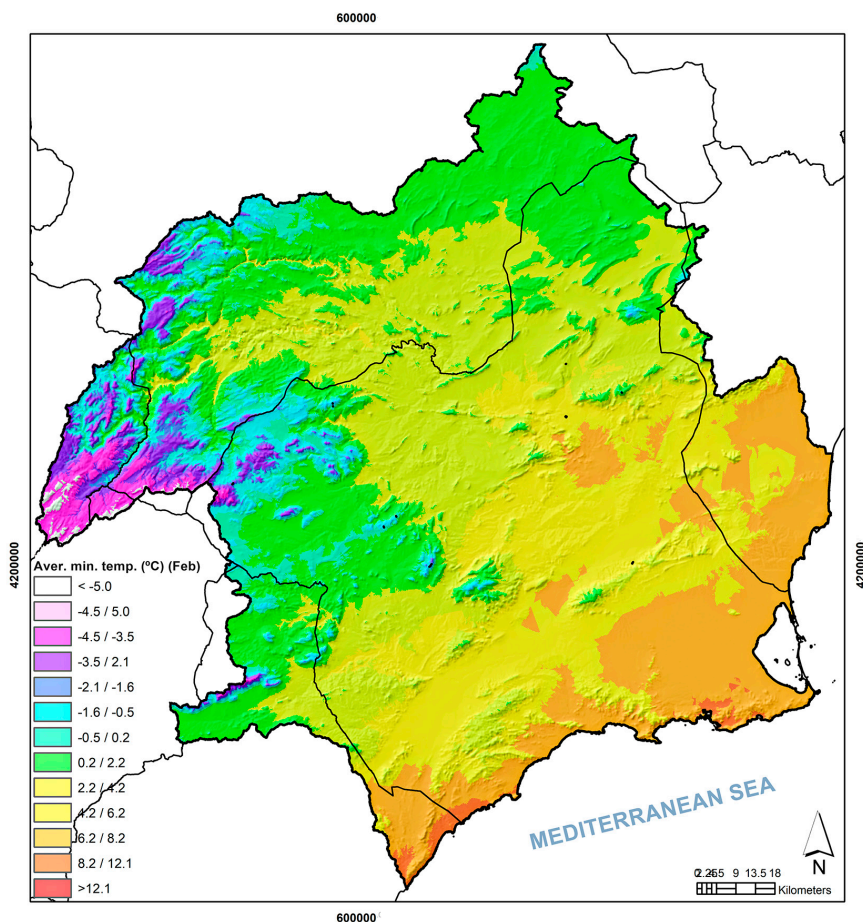 600000
4200000
4200000
Aver. min. temp. (ºC) (Feb)
< -5.0
-4.5 / 5.0
-4.5 / -3.5
-3.5 / 2.1
-2.1 / -1.6
-1.6 / -0.5
-0.5 / 0.2
0.2 / 2.2
2.2 / 4.2
4.2 / 6.2
6.2 / 8.2
8.2 / 12.1
>12.1
MEDITERRANEAN SEA
N
9 13.5 18
Kilometers
600000